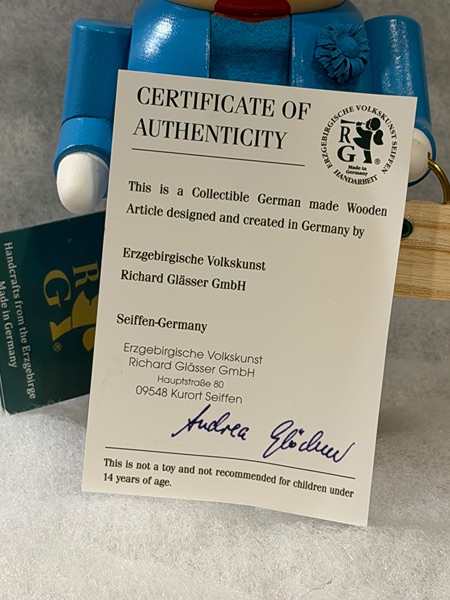 CERTIFICATE OF
AUTHENTICITY
ERZGEBIRGISCHE VOLKSKUNST SEIFFEN
R
G
®
Made in
Germany
HANDARBEIT
This is a Collectible German made Wooden
Article designed and created in Germany by
Erzgebirgische Volkskunst
Richard Glässer GmbH
Seiffen-Germany
Erzgebirgische Volkskunst
Richard Glässer GmbH
Hauptstraße 80
09548 Kurort Seiffen
Andrea
This is not a toy and not recommended for children under
14 years of age.
RG
®
Handcrafts from the Erzgebirge
Made in Germany